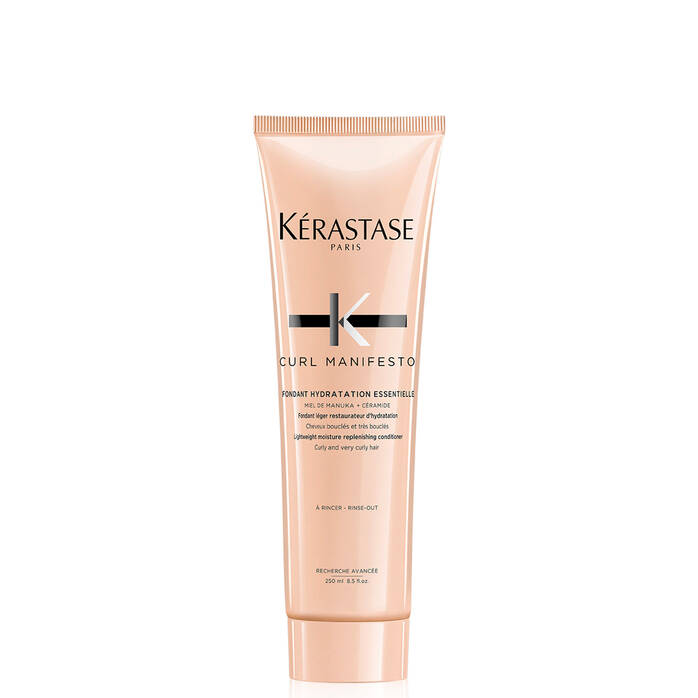 KÉRASTASE
PARIS
K
CURL MANIFESTO
FONDANT HYDRATATION ESSENTIELLE
MIEL DE MANUKA + CÉRAMIDE
Fondant léger restaurateur d'hydratation
Cheveux bouclés et très bouclés
Lightweight moisture replenishing conditioner
Curly and very curly hair
À RINCER - RINSE-OUT
RECHERCHE AVANCÉE
250 ml 8.5 fl.oz.